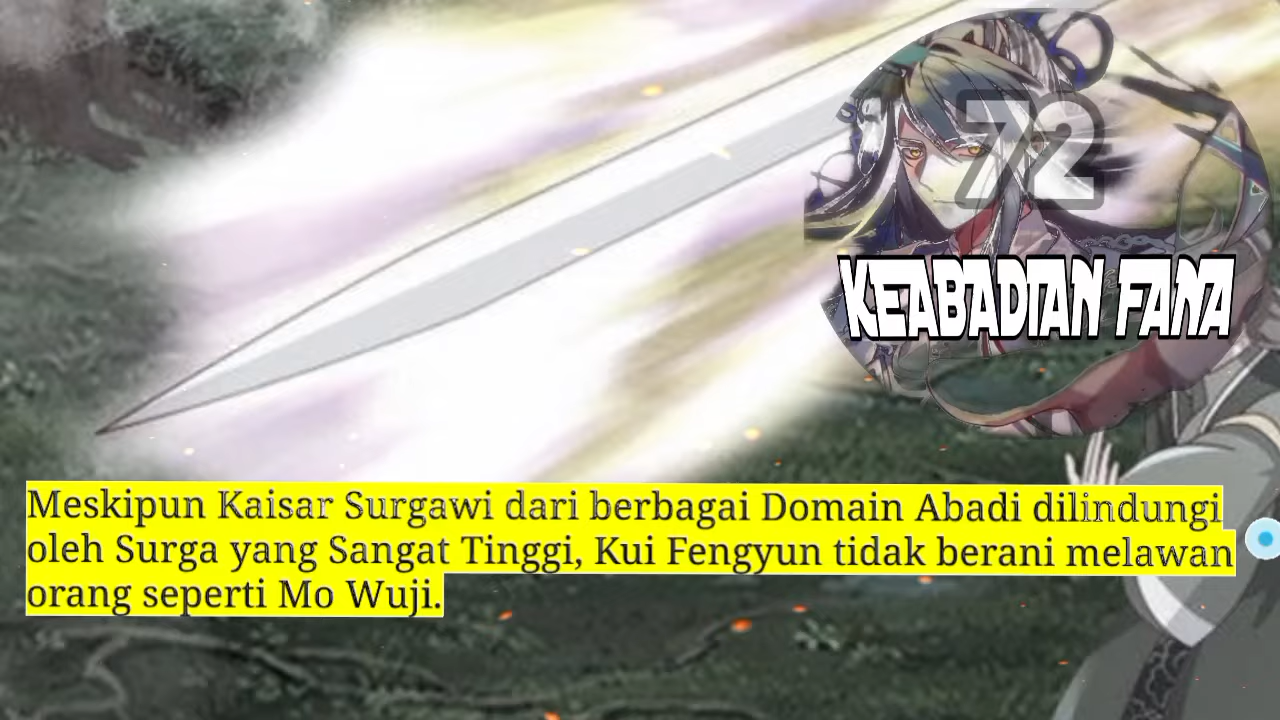 72
KEABADIAN FANA
Meskipun Kaisar Surgawi dari berbagai Domain Abadi dilindungi
oleh Surga yang Sangat Tinggi, Kui Fengyun tidak berani melawan
orang seperti Mo Wuji.